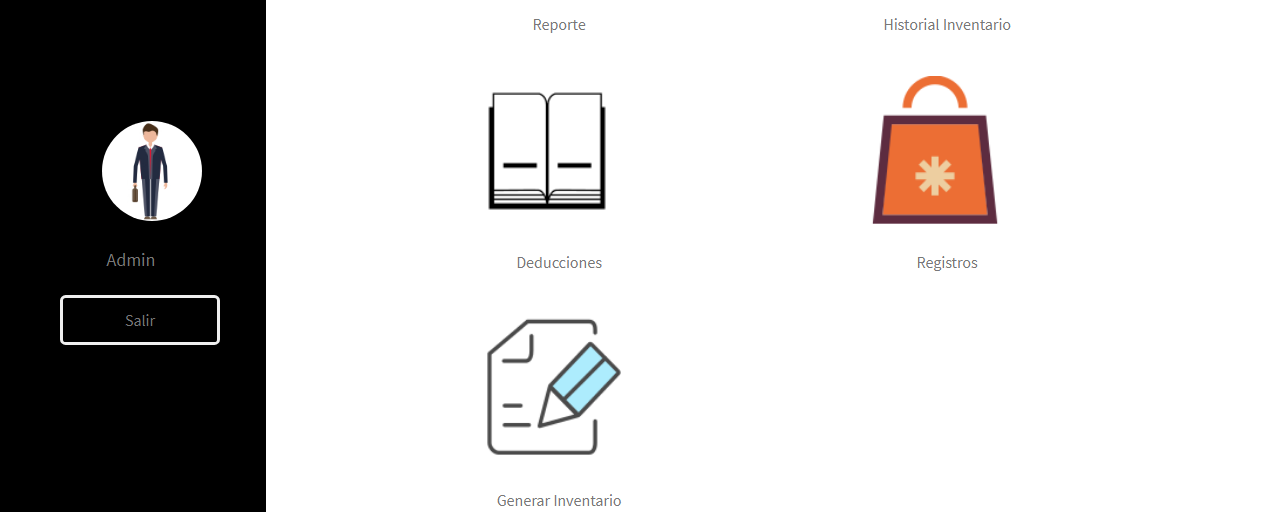 Reporte
Historial Inventario
Admin
Salir
Deducciones
Registros
Generar Inventario